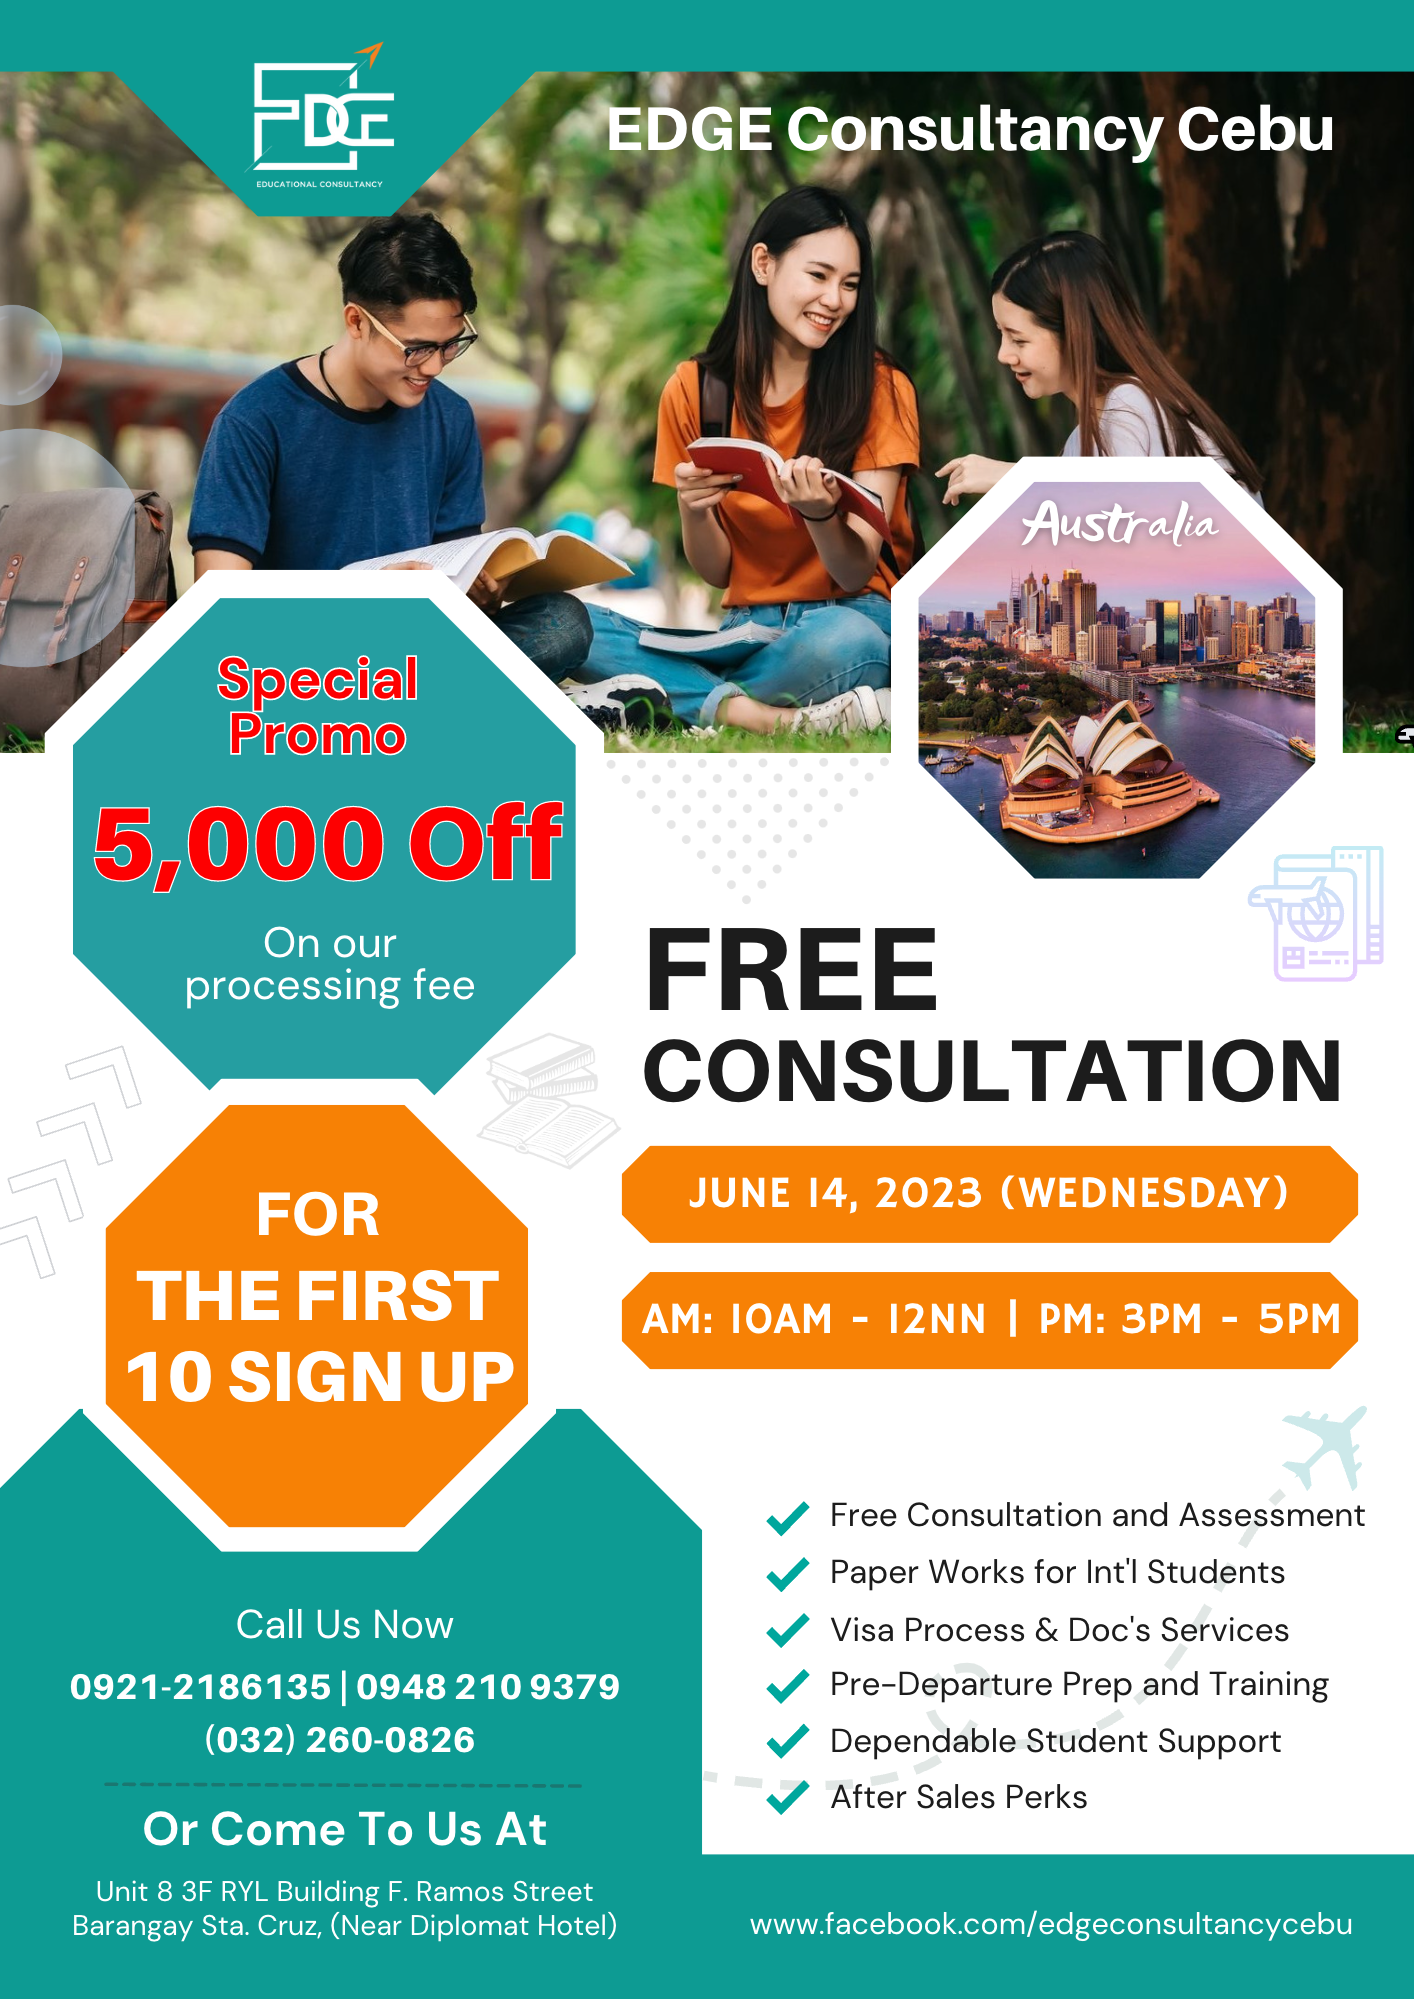 EDGE
EDUCATIONAL CONSULTANCY
EDGE Consultancy Cebu
Australia
Special
Promo
5,000 Off
On our
processing fee
FREE
CONSULTATION
JUNE 14, 2023 (WEDNESDAY)
AM: 10AM - 12NN | PM: 3PM - 5PM
FOR
THE FIRST
10 SIGN UP
Free Consultation and Assessment
Paper Works for Int'l Students
Visa Process & Doc's Services
Pre-Departure Prep and Training
Dependable Student Support
After Sales Perks
Call Us Now
0921-2186135 | 0948 210 9379
(032) 260-0826
Or Come To Us At
Unit 8 3F RYL Building F. Ramos Street
Barangay Sta. Cruz, (Near Diplomat Hotel)
www.facebook.com/edgeconsultancycebu